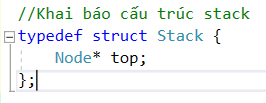 //Khai báo cấu trúc stack
typedef struct Stack {
    Node* top;
};